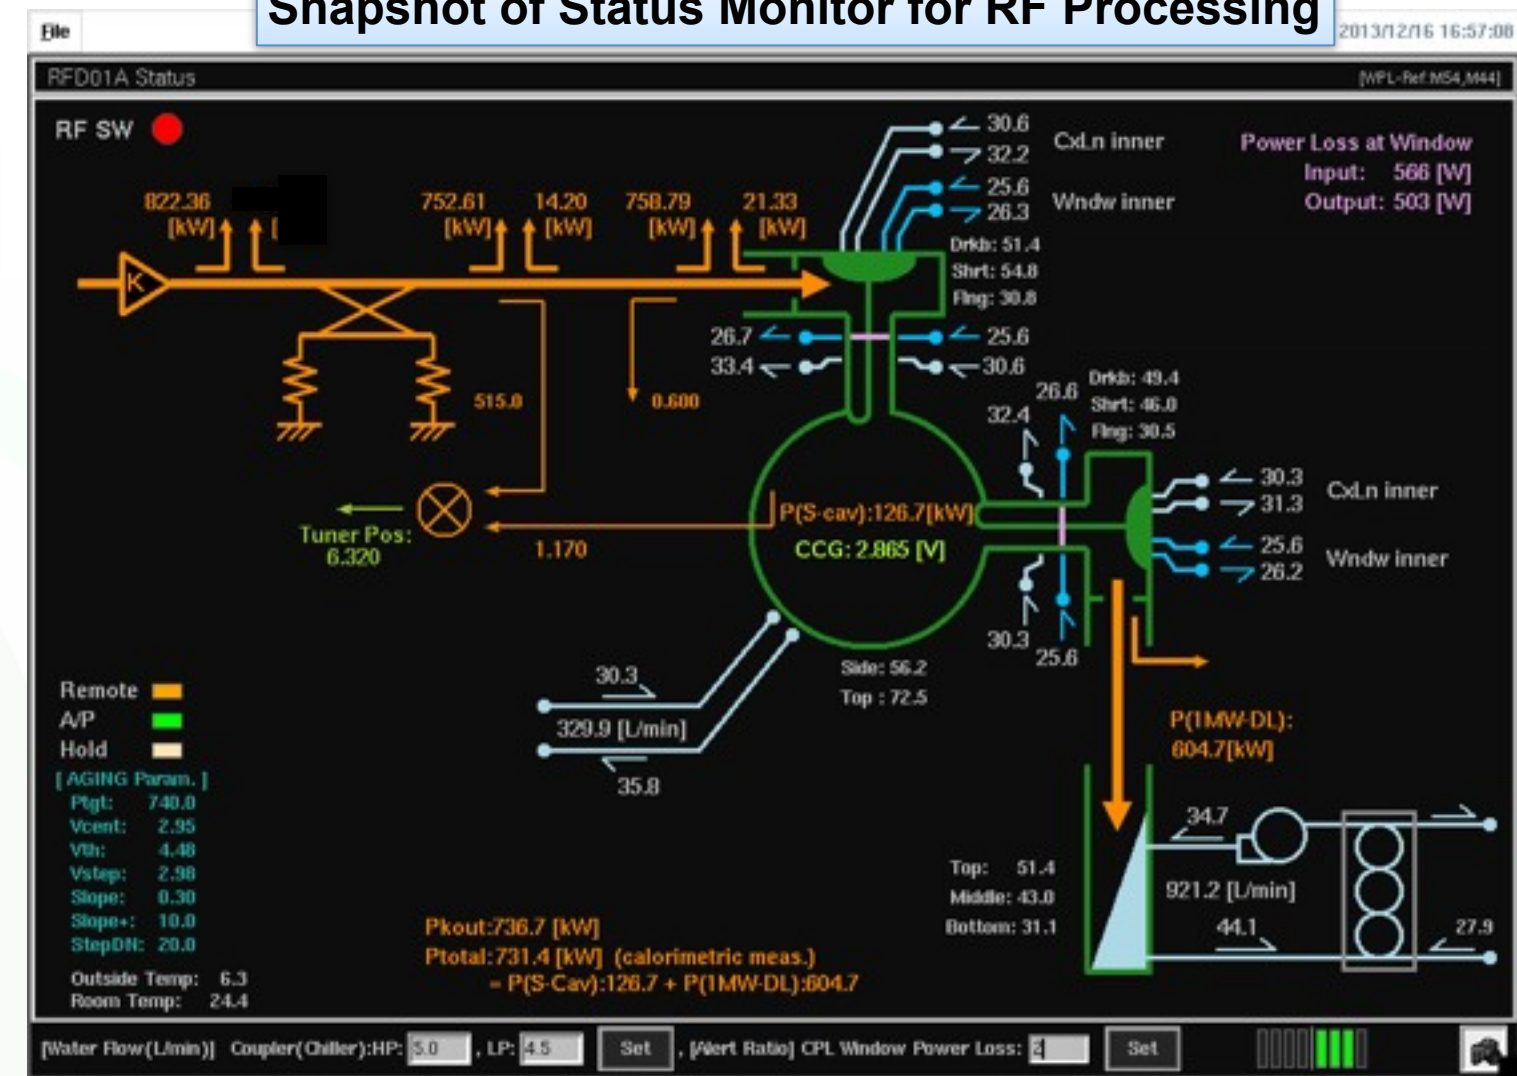 Snapshot of Status Monitor for RF Processing
File
2013/12/16 16:57:08
RFD01A Status
[WPL-Ref:M54,M44]
RF SW
822.36
[kW]
[
752.61
[kW]
14.20
[kW]
758.79
[kW]
21.33
[kW]
K
30.6
32.2
CxLn inner
25.6
26.3
Wndw inner
Power Loss at Window
Input: 566 [W]
Output: 503 [W]
Drkb: 51.4
Shrt: 54.8
Flng: 30.8
26.7
25.6
33.4
30.6
515.0
0.600
32.4
26.6
Drkb: 49.4
Shrt: 46.0
Flng: 30.5
30.3
31.3
CxLn inner
25.6
26.2
Wndw inner
P(S-cav):126.7[kW]
CCG: 2.865 [V]
Tuner Pos:
6.320
1.170
30.3
25.6
Side: 56.2
Top : 72.5
30.3
329.9 [L/min]
35.8
P(1MW-DL):
604.7[kW]
Remote
A/P
Hold
[ AGING Param. ]
Ptgt: 740.0
Vcent: 2.95
Vth: 4.48
Vstep: 2.98
Slope: 0.30
Slope+: 10.0
StepDN: 20.0
Outside Temp: 6.3
Room Temp: 24.4
34.7
921.2 [L/min]
44.1
27.9
Top: 51.4
Middle: 43.0
Bottom: 31.1
Pkout:736.7 [kW]
Ptotal:731.4 [kW] (calorimetric meas.)
= P(S-Cav):126.7 + P(1MW-DL):604.7
[Water Flow(L/min)] Coupler(Chiller):HP: 5.0 , LP: 4.5 Set , [Alert Ratio] CPL Window Power Loss: 2 Set